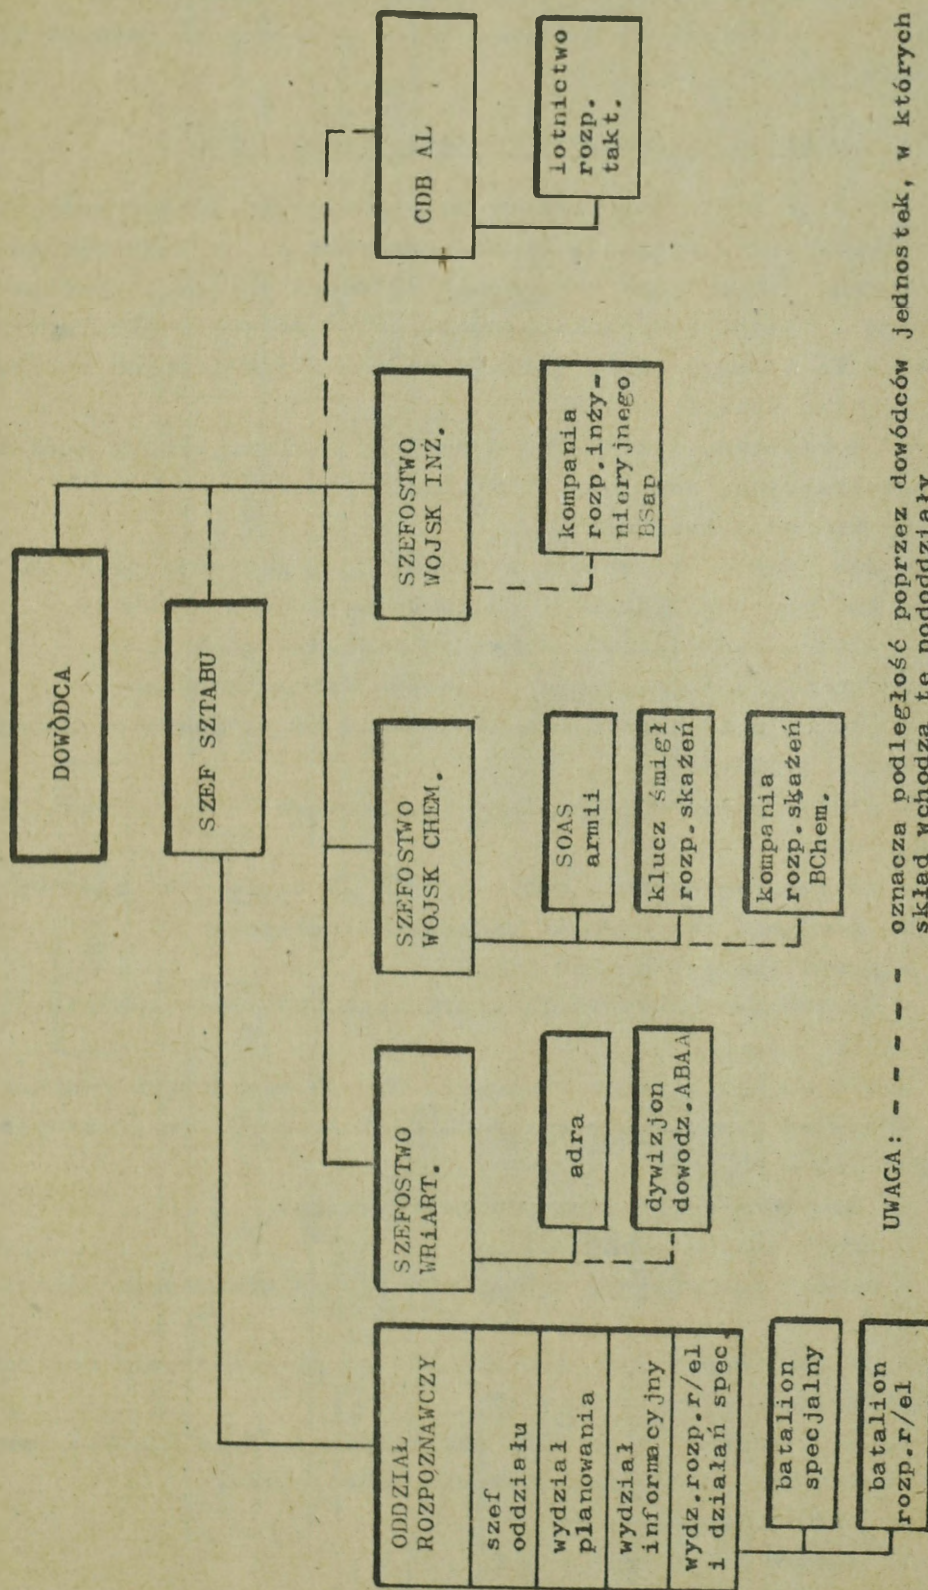 DOWÓDCA
SZEF SZTABU
ODDZIAŁ
ROZPOZNAWCZY
szef
oddziału
wydział
planowania
wydział
informacyjny
wydz.rozp.r/el
i działań spec.
batalion
specjalny
batalion
rozp.r/el
SZEFOSTWO
WRiART.
adra
dywizjon
dowodz.ABAA
SZEFOSTWO
WOJSK CHEM.
SOAS
armii
klucz śmigł
rozp.skażeń
kompania
rozp.skażeń
BChem.
SZEFOSTWO
WOJSK INŻ.
kompania
rozp.inży-
nieryjnego
BSap
CDB AL
lotnictwo
rozp.
takt.
UWAGA: - - - - - oznacza podległość poprzez dowódców jednostek, w których
skład wchodzą te pododdziały